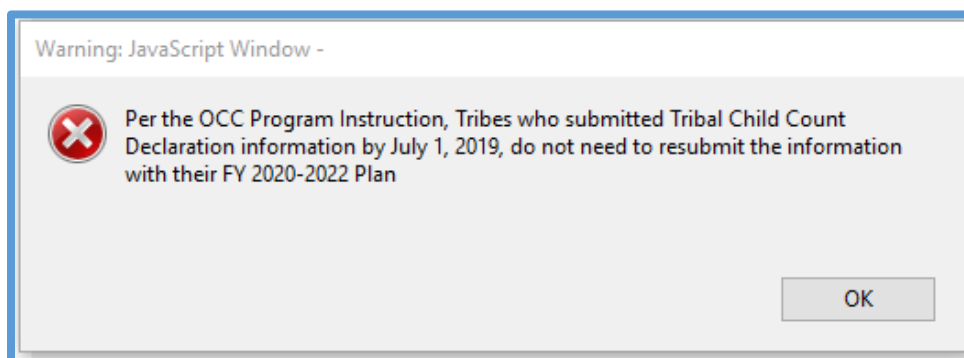 Warning: JavaScript Window -
Per the OCC Program Instruction, Tribes who submitted Tribal Child Count
Declaration information by July 1, 2019, do not need to resubmit the information
with their FY 2020-2022 Plan
OK